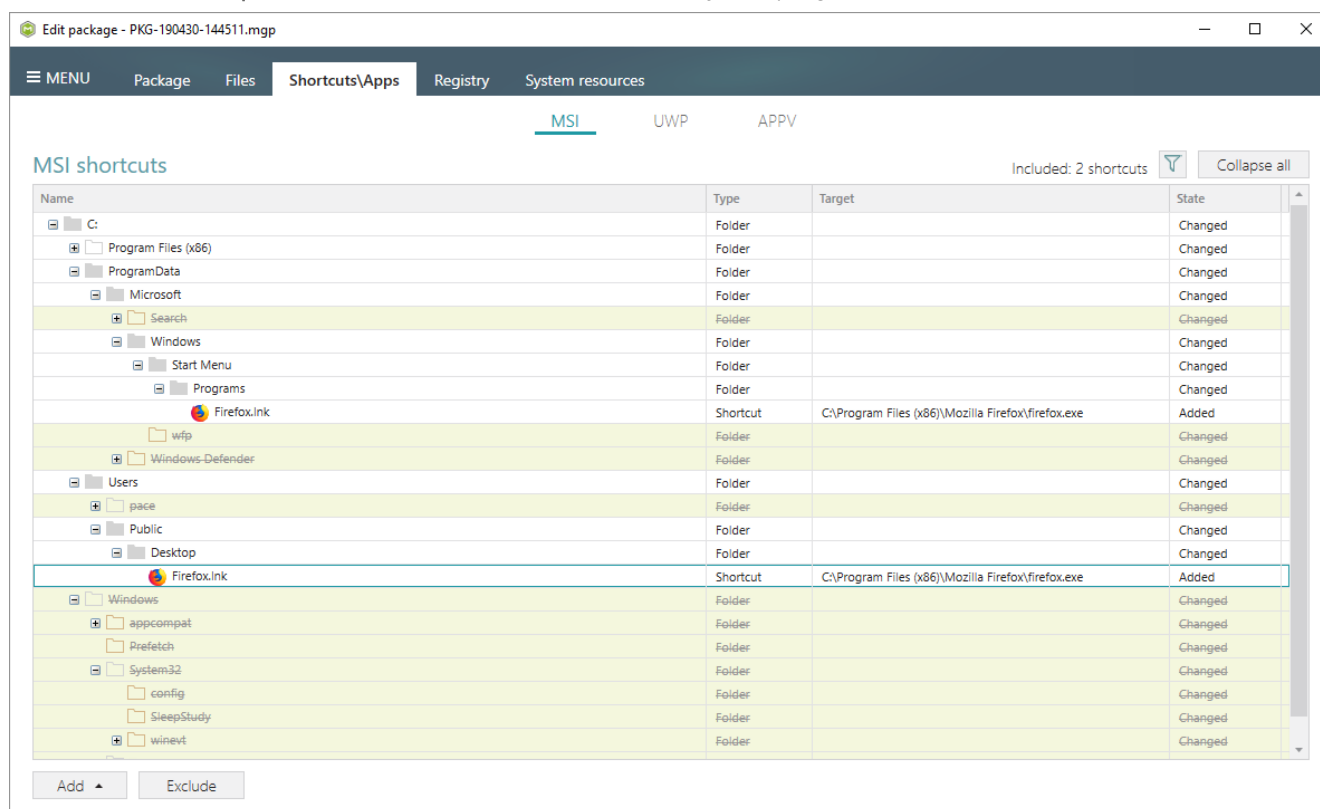 Edit package - PKG-190430-144511.mgp
MENU Package Files Shortcuts\Apps Registry System resources
MSI UWP APPV
MSI shortcuts Included: 2 shortcuts Collapse all
Name Type Target State
C: Folder Changed
Program Files (x86) Folder Changed
ProgramData Folder Changed
Microsoft Folder Changed
Search Folder Changed
Windows Folder Changed
Start Menu Folder Changed
Programs Folder Changed
Firefox.lnk Shortcut C:\Program Files (x86)\Mozilla Firefox\firefox.exe Added
wfp Folder Changed
Windows Defender Folder Changed
Users Folder Changed
pace Folder Changed
Public Folder Changed
Desktop Folder Changed
Firefox.lnk Shortcut C:\Program Files (x86)\Mozilla Firefox\firefox.exe Added
Windows Folder Changed
appcompat Folder Changed
Prefetch Folder Changed
System32 Folder Changed
config Folder Changed
SleepStudy Folder Changed
winevt Folder Changed
Add Exclude